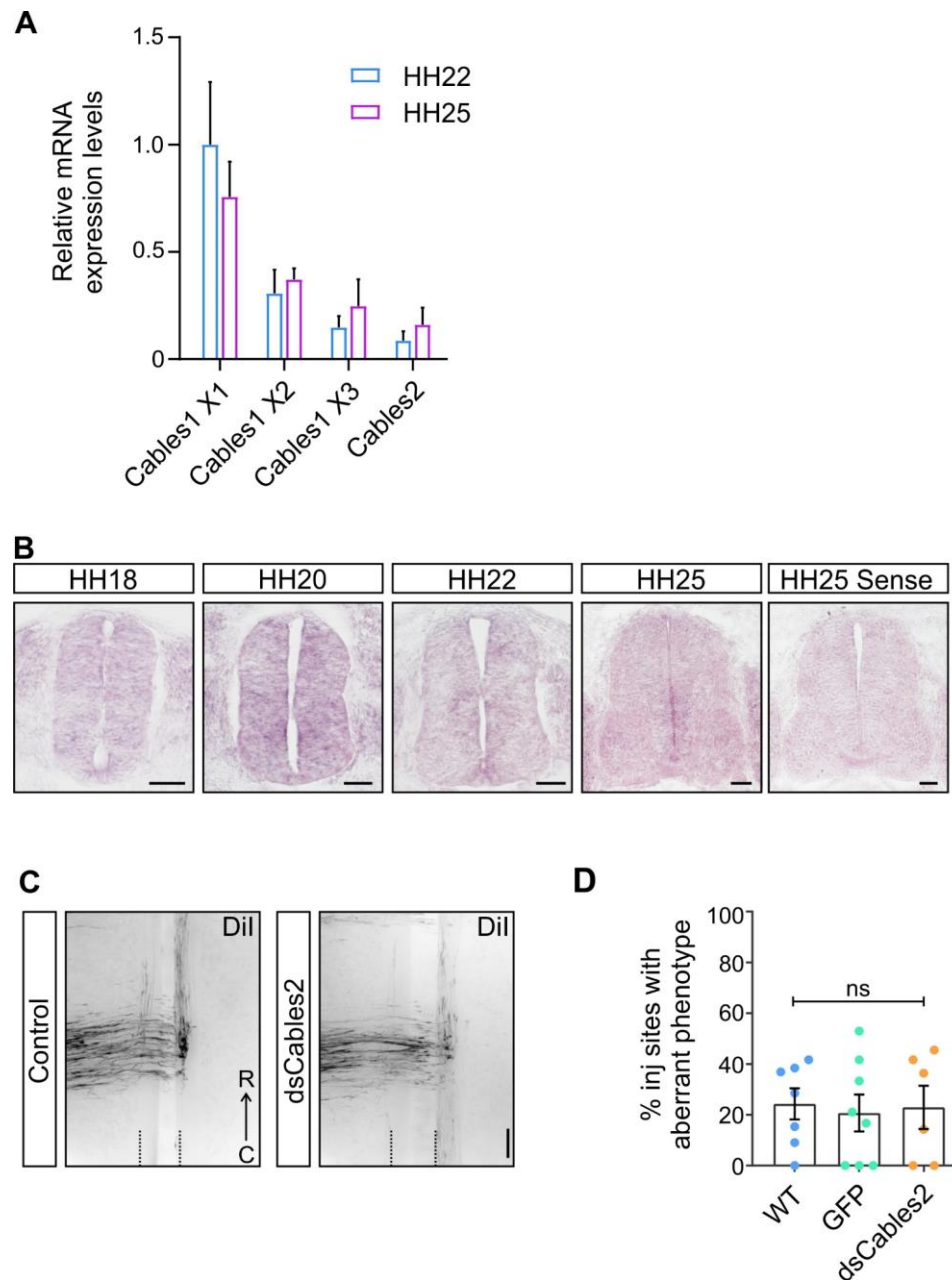 A
1.5
1.0
0.5
0
Relative mRNA
expression levels
HH22
HH25
Cables1 X1
Cables1 X2
Cables1 X3
Cables2
B
HH18
HH20
HH22
HH25
HH25 Sense
C
Control
DiI
R
C
dsCables2
DiI
D
% inj sites with
aberrant phenotype
100
80
60
40
20
0
ns
WT
GFP
dsCables2